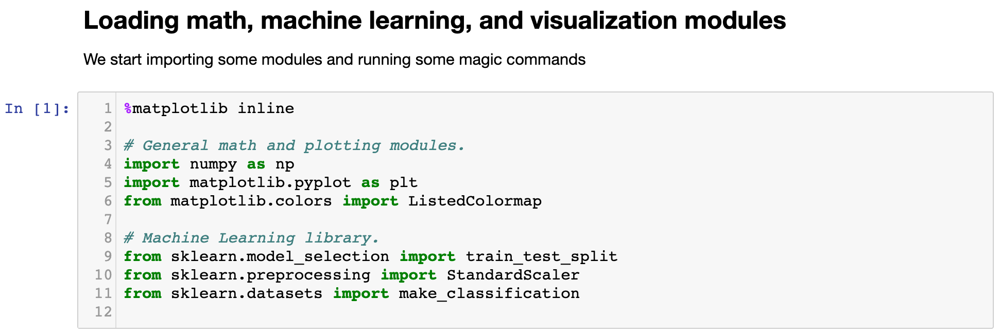 Loading math, machine learning, and visualization modules
We start importing some modules and running some magic commands
In [1]:
1 %matplotlib inline
2
3 # General math and plotting modules.
4 import numpy as np
5 import matplotlib.pyplot as plt
6 from matplotlib.colors import ListedColormap
7
8 # Machine Learning library.
9 from sklearn.model_selection import train_test_split
10 from sklearn.preprocessing import StandardScaler
11 from sklearn.datasets import make_classification
12